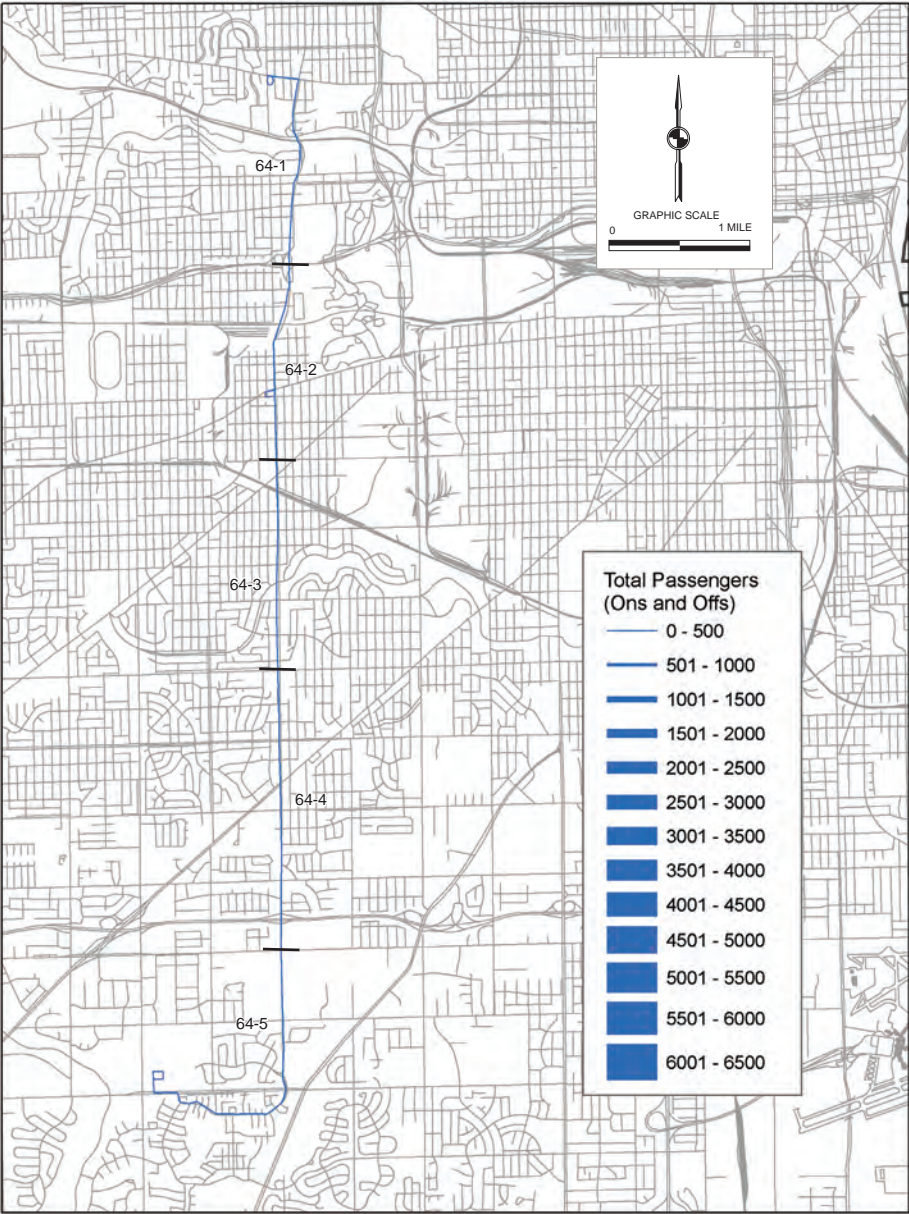 64-1
GRAPHIC SCALE
0 1 MILE
64-2
64-3
Total Passengers
(Ons and Offs)
0 - 500
501 - 1000
1001 - 1500
1501 - 2000
2001 - 2500
2501 - 3000
3001 - 3500
3501 - 4000
4001 - 4500
4501 - 5000
5001 - 5500
5501 - 6000
6001 - 6500
64-4
64-5